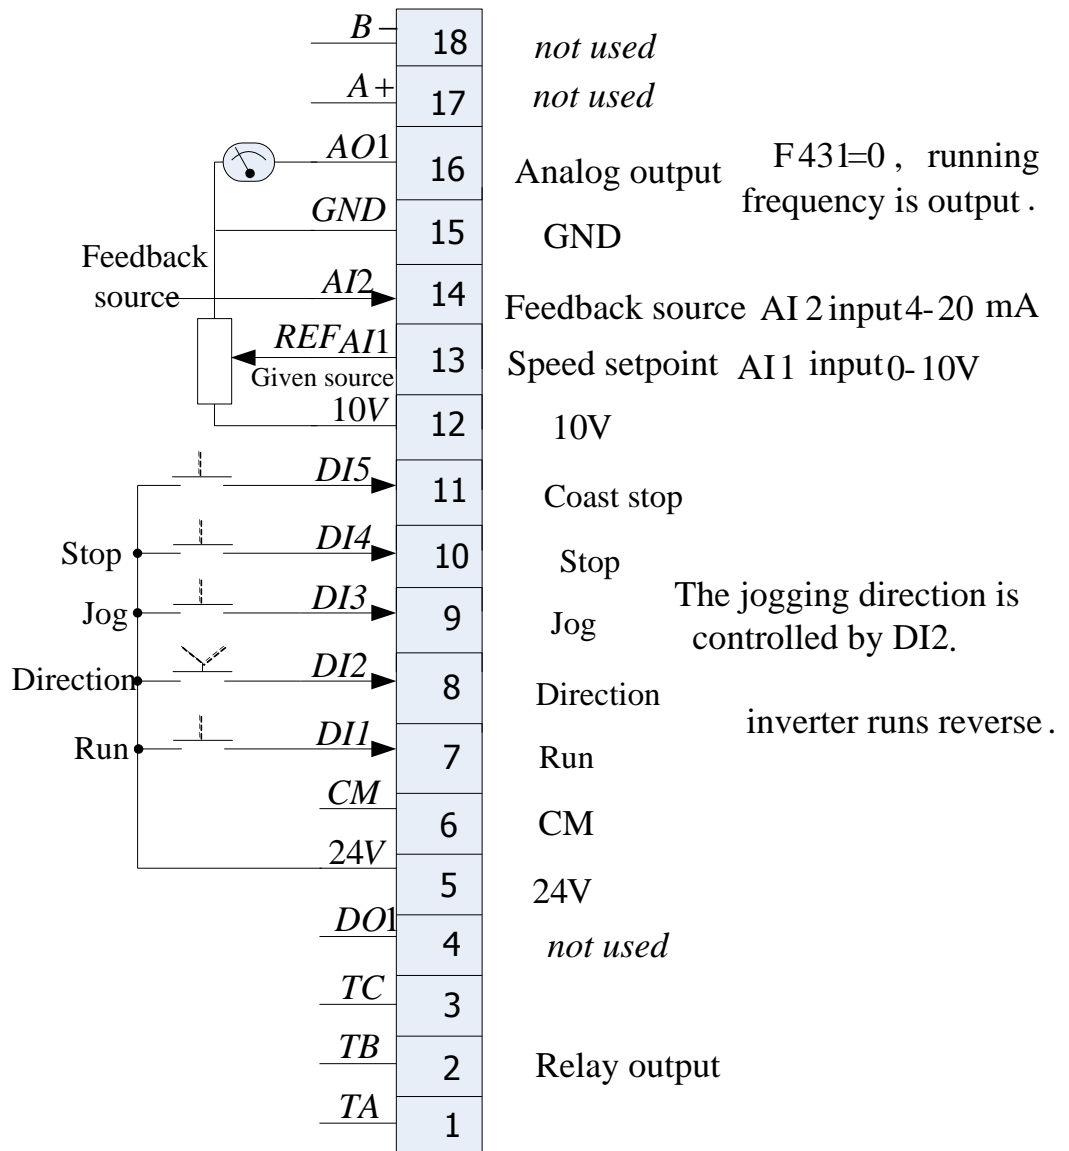 B− 18 not used
A+ 17 not used
AO1 16 Analog output F431=0, running
frequency is output.
GND 15 GND
Feedback
source AI2 14 Feedback source AI 2 input 4-20 mA
REF AI1 13 Speed setpoint AI 1 input 0-10V
Given source
10V 12 10V
DI5 11 Coast stop
Stop DI4 10 Stop
Jog DI3 9 Jog The jogging direction is
controlled by DI2.
Direction DI2 8 Direction
inverter runs reverse.
Run DI1 7 Run
CM 6 CM
24V 5 24V
DO1 4 not used
TC 3
TB 2 Relay output
TA 1